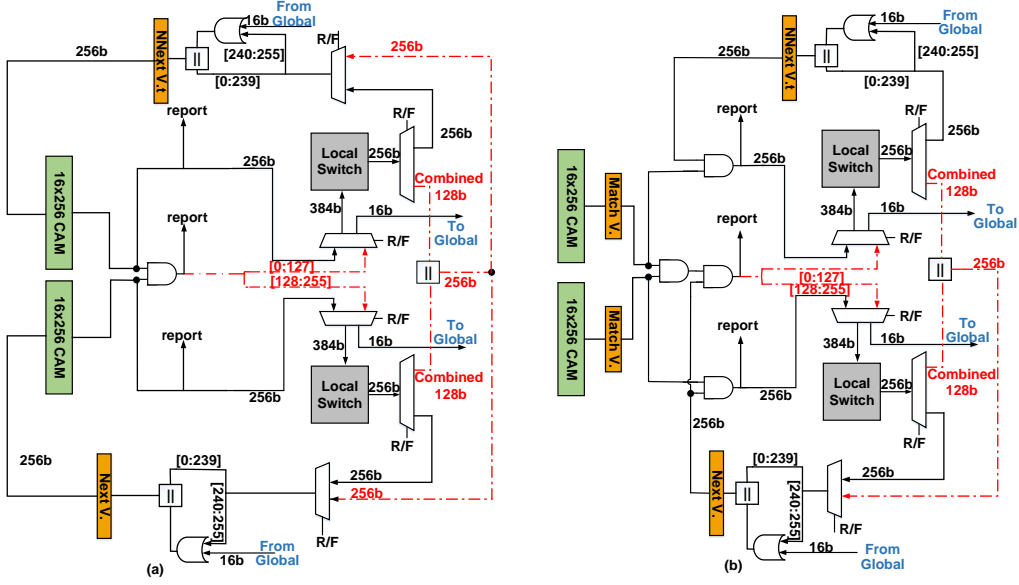 From
Global
16b
[240:255]
[0:239]
||
NNext V.t
256b
R/F
256b
R/F
256b
report
256b
Local
Switch
256b
Combined
128b
384b
16b
To
Global
R/F
16x256 CAM
report
[0:127]
[128:255]
||
256b
16x256 CAM
report
256b
R/F
384b
16b
To
Global
Local
Switch
256b
Combined
128b
R/F
256b
256b
256b
R/F
Next V.
||
[0:239]
[240:255]
16b
From
Global
(a)
From
Global
16b
[240:255]
[0:239]
||
NNext V.t
256b
R/F
256b
report
256b
Local
Switch
256b
Combined
128b
384b
16b
To
Global
R/F
16x256 CAM
Match V.
report
[0:127]
[128:255]
||
256b
16x256 CAM
Match V.
report
256b
R/F
384b
16b
To
Global
Local
Switch
256b
Combined
128b
R/F
256b
256b
R/F
Next V.
||
[0:239]
[240:255]
16b
From
Global
(b)